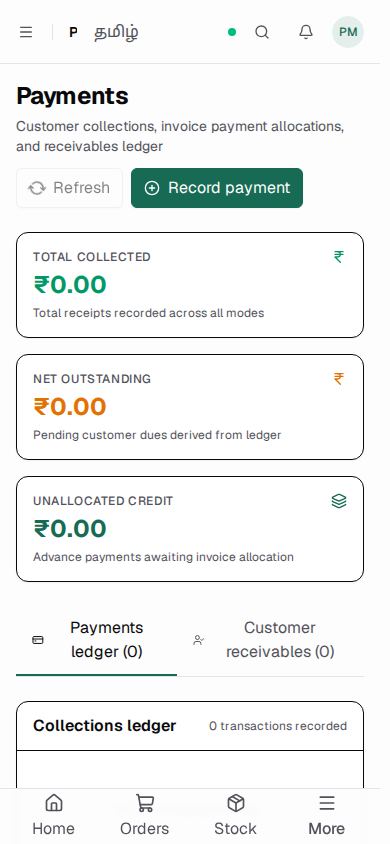 P தமிழ் PM
Payments
Customer collections, invoice payment allocations,
and receivables ledger
Refresh Record payment
TOTAL COLLECTED ₹
₹0.00
Total receipts recorded across all modes
NET OUTSTANDING ₹
₹0.00
Pending customer dues derived from ledger
UNALLOCATED CREDIT
₹0.00
Advance payments awaiting invoice allocation
Payments
ledger (0)
Customer
receivables (0)
Collections ledger 0 transactions recorded
Home Orders Stock More